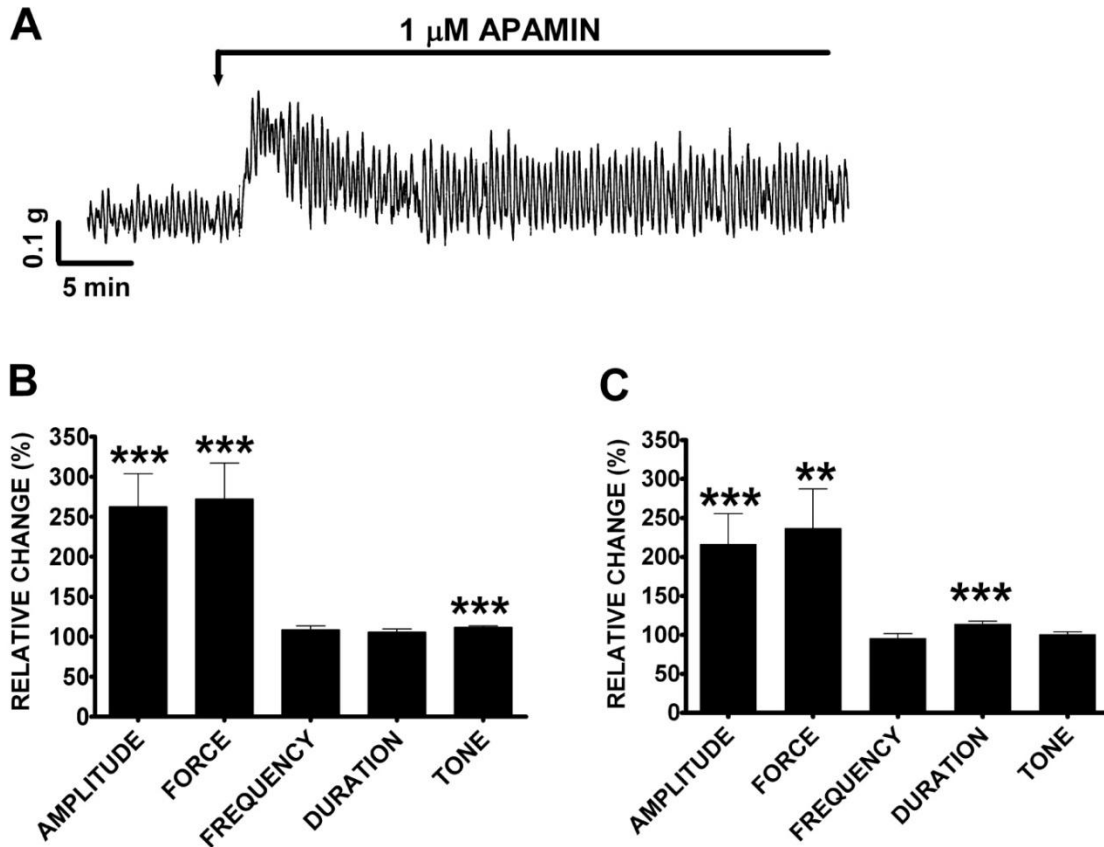 A
1 μM APAMIN
0.1 g
5 min
B
RELATIVE CHANGE (%)
350
300
250
200
150
100
50
0
***
***
***
AMPLITUDE
FORCE
FREQUENCY
DURATION
TONE
C
RELATIVE CHANGE (%)
350
300
250
200
150
100
50
0
***
**
***
AMPLITUDE
FORCE
FREQUENCY
DURATION
TONE